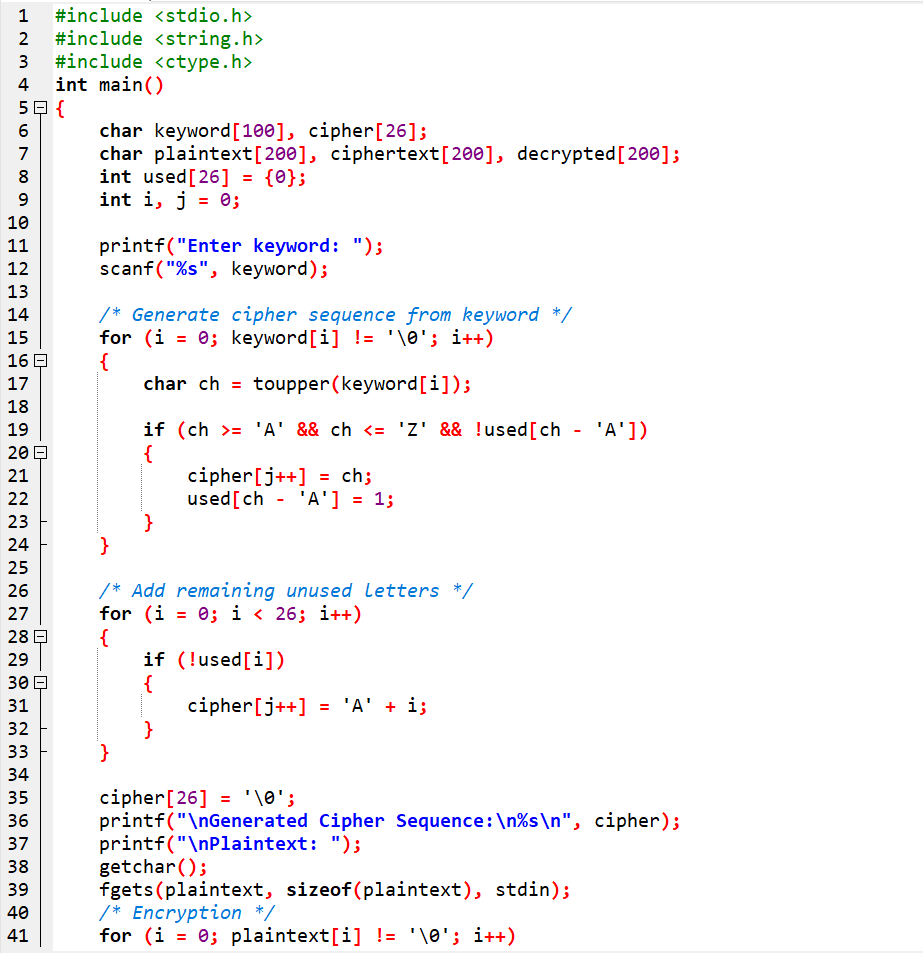 1 #include <stdio.h>
2 #include <string.h>
3 #include <ctype.h>
4 int main()
5 {
6     char keyword[100], cipher[26];
7     char plaintext[200], ciphertext[200], decrypted[200];
8     int used[26] = {0};
9     int i, j = 0;
10
11     printf("Enter keyword: ");
12     scanf("%s", keyword);
13
14     /* Generate cipher sequence from keyword */
15     for (i = 0; keyword[i] != '\0'; i++)
16     {
17         char ch = toupper(keyword[i]);
18
19         if (ch >= 'A' && ch <= 'Z' && !used[ch - 'A'])
20         {
21             cipher[j++] = ch;
22             used[ch - 'A'] = 1;
23         }
24     }
25
26     /* Add remaining unused letters */
27     for (i = 0; i < 26; i++)
28     {
29         if (!used[i])
30         {
31             cipher[j++] = 'A' + i;
32         }
33     }
34
35     cipher[26] = '\0';
36     printf("\nGenerated Cipher Sequence:\n%s\n", cipher);
37     printf("\nPlaintext: ");
38     getchar();
39     fgets(plaintext, sizeof(plaintext), stdin);
40     /* Encryption */
41     for (i = 0; plaintext[i] != '\0'; i++)